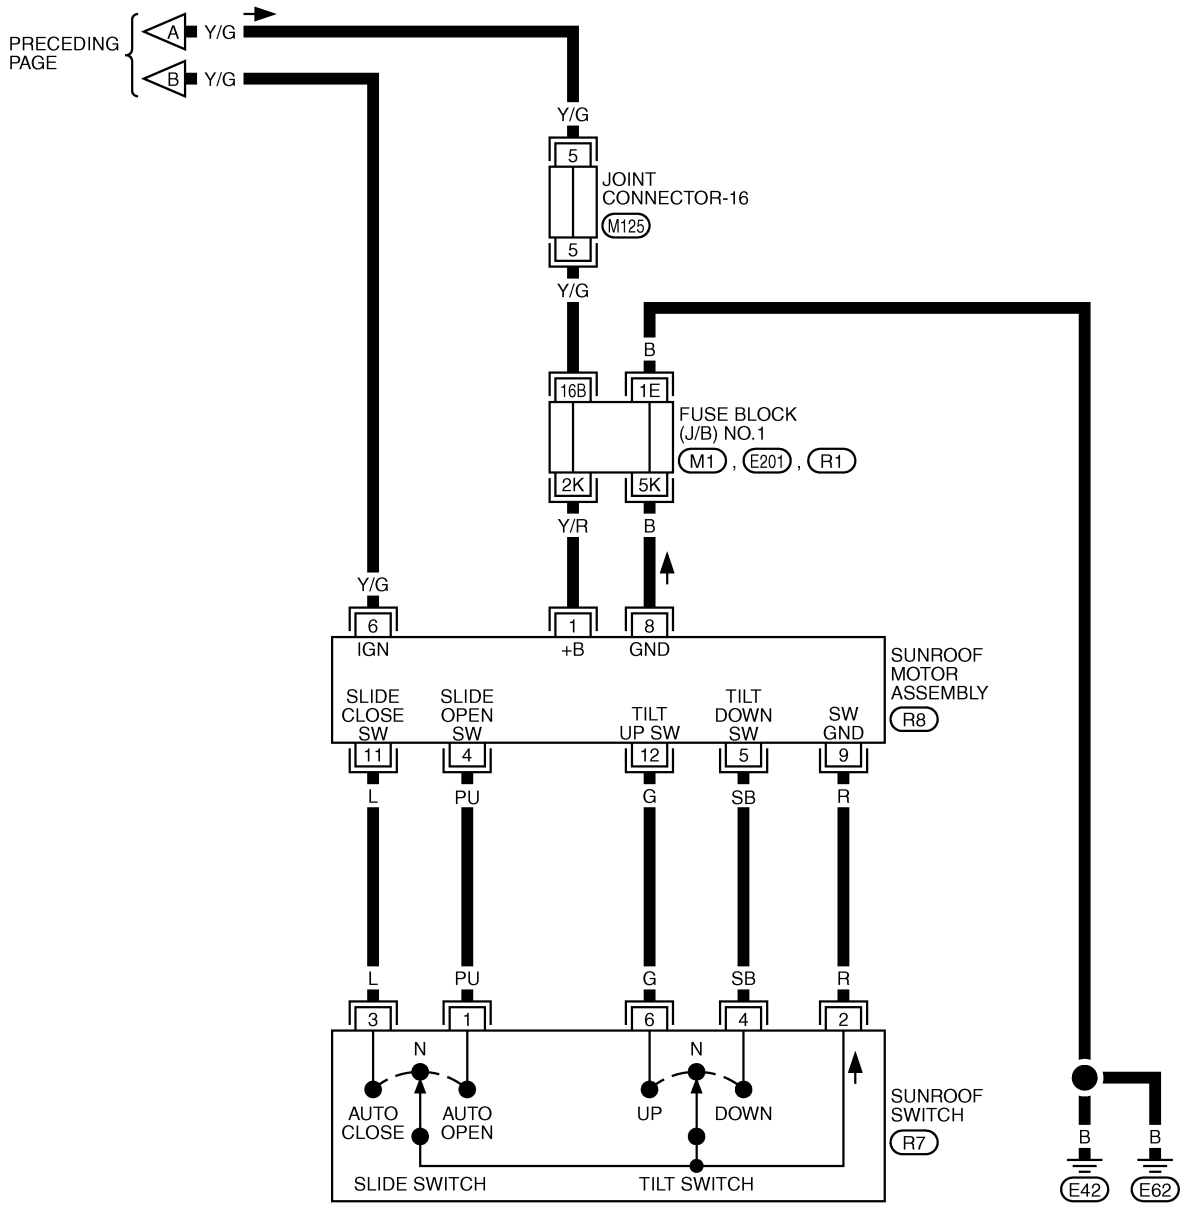 PRECEDING
PAGE
A Y/G
B Y/G
Y/G
5
JOINT
CONNECTOR-16
M125
5
Y/G
B
16B 1E
FUSE BLOCK
(J/B) NO.1
M1 , E201 , R1
2K 5K
Y/R B
Y/G
6 1 8
IGN +B GND
SUNROOF
MOTOR
ASSEMBLY
R8
SLIDE
CLOSE
SW
SLIDE
OPEN
SW
TILT
UP SW
TILT
DOWN
SW
SW
GND
11 4 12 5 9
L PU G SB R
L PU G SB R
3 1 6 4 2
N N
AUTO
CLOSE
AUTO
OPEN
UP DOWN
SUNROOF
SWITCH
R7
SLIDE SWITCH TILT SWITCH
B B
E42 E62